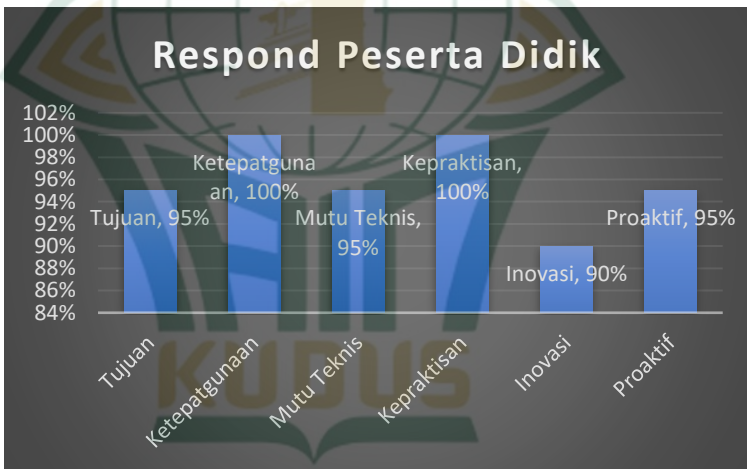 Respond Peserta Didik
102%
100%
98%
96%
94%
92%
90%
88%
86%
84%
Tujuan, 95%
Ketepatguna
an, 100%
Mutu Teknis,
95%
Kepraktisan,
100%
Inovasi, 90%
Proaktif, 95%
Tujuan
Ketepatgunaan
Mutu Teknis
Kepraktisan
Inovasi
Proaktif
KUDUS